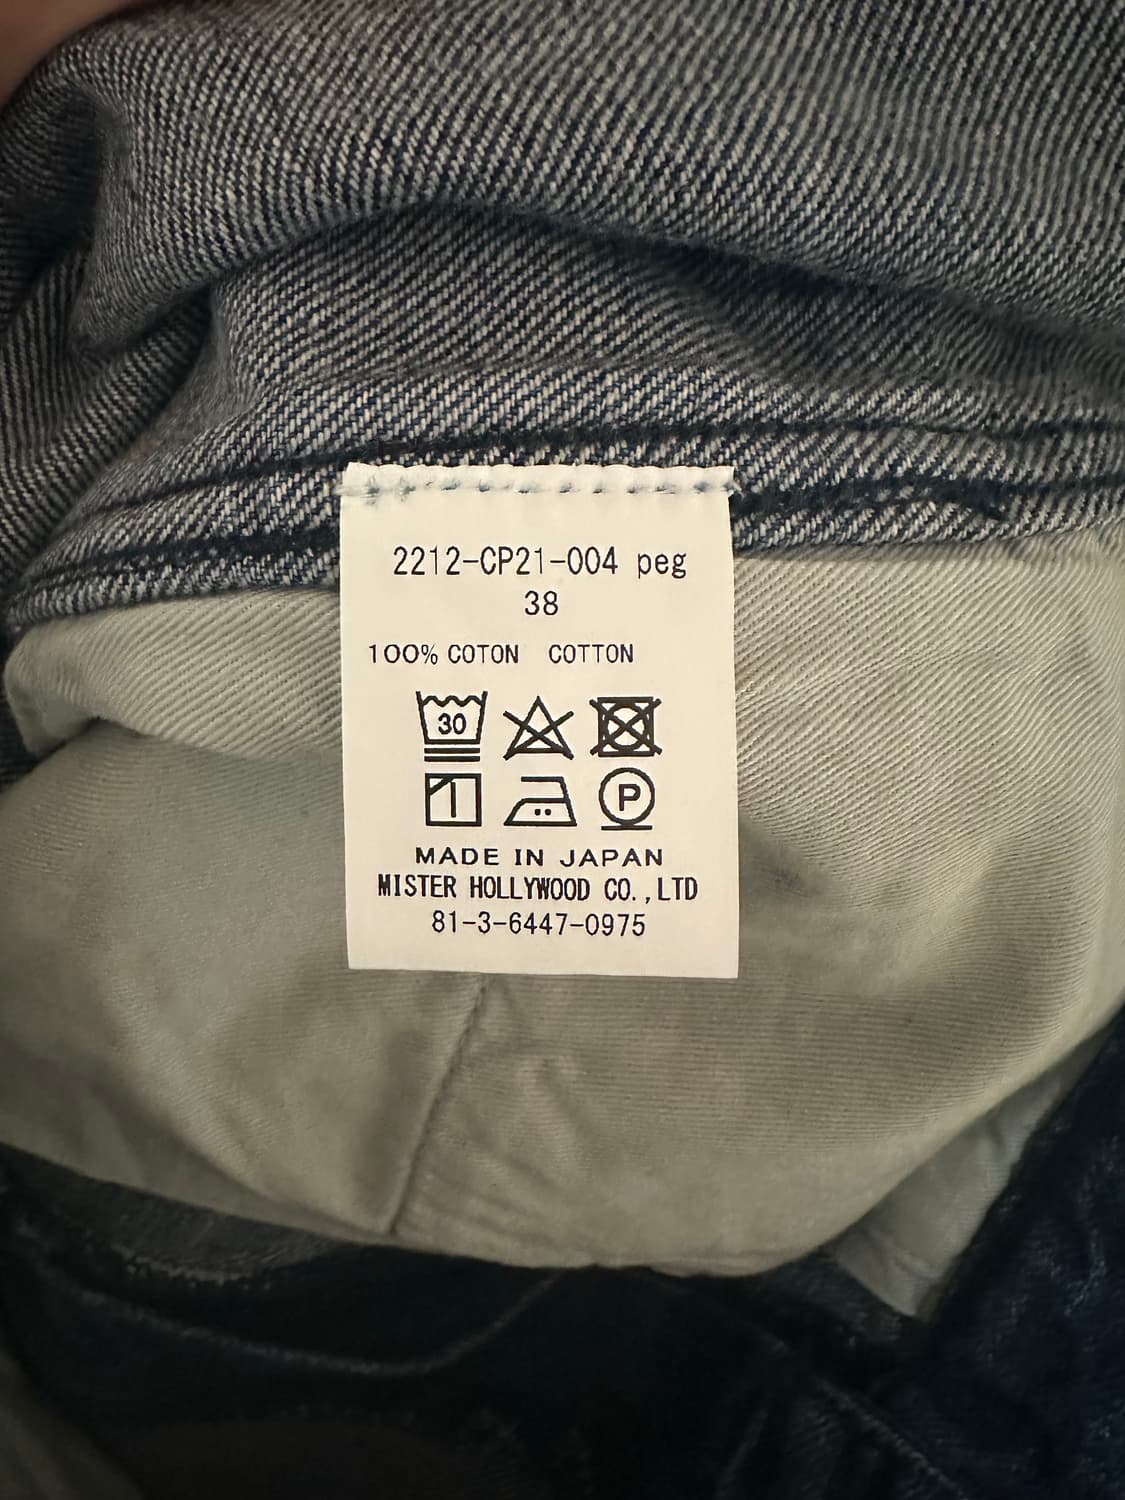 2212-CP21-004 peg
38
100% COTON COTTON
30
P
MADE IN JAPAN
MISTER HOLLYWOOD CO.,LTD
81-3-6447-0975